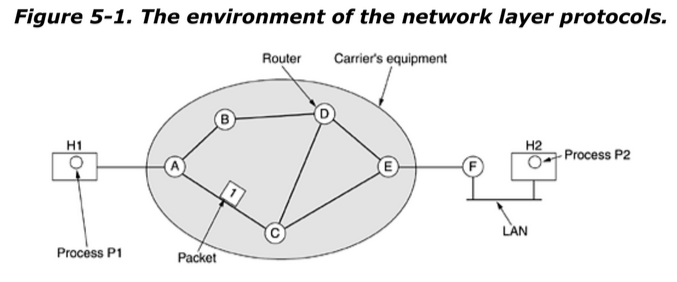 Figure 5-1. The environment of the network layer protocols.
Router
Carrier's equipment
B
D
H1
H2
Process P2
A
E
F
1
C
LAN
Process P1
Packet